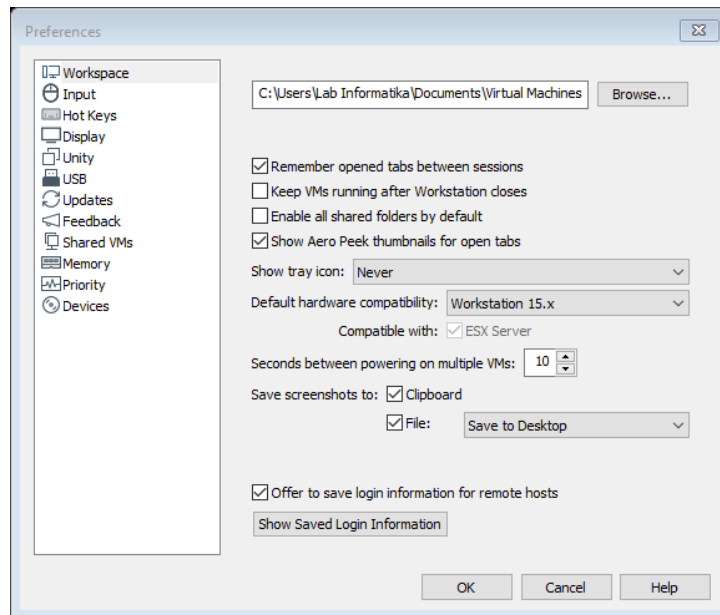 Preferences
Workspace
Input
Hot Keys
Display
Unity
USB
Updates
Feedback
Shared VMs
Memory
Priority
Devices
C:\Users\Lab Informatika\Documents\Virtual Machines Browse...
Remember opened tabs between sessions
Keep VMs running after Workstation closes
Enable all shared folders by default
Show Aero Peek thumbnails for open tabs
Show tray icon: Never
Default hardware compatibility: Workstation 15.x
Compatible with: ESX Server
Seconds between powering on multiple VMs: 10
Save screenshots to: Clipboard
File: Save to Desktop
Offer to save login information for remote hosts
Show Saved Login Information
OK Cancel Help